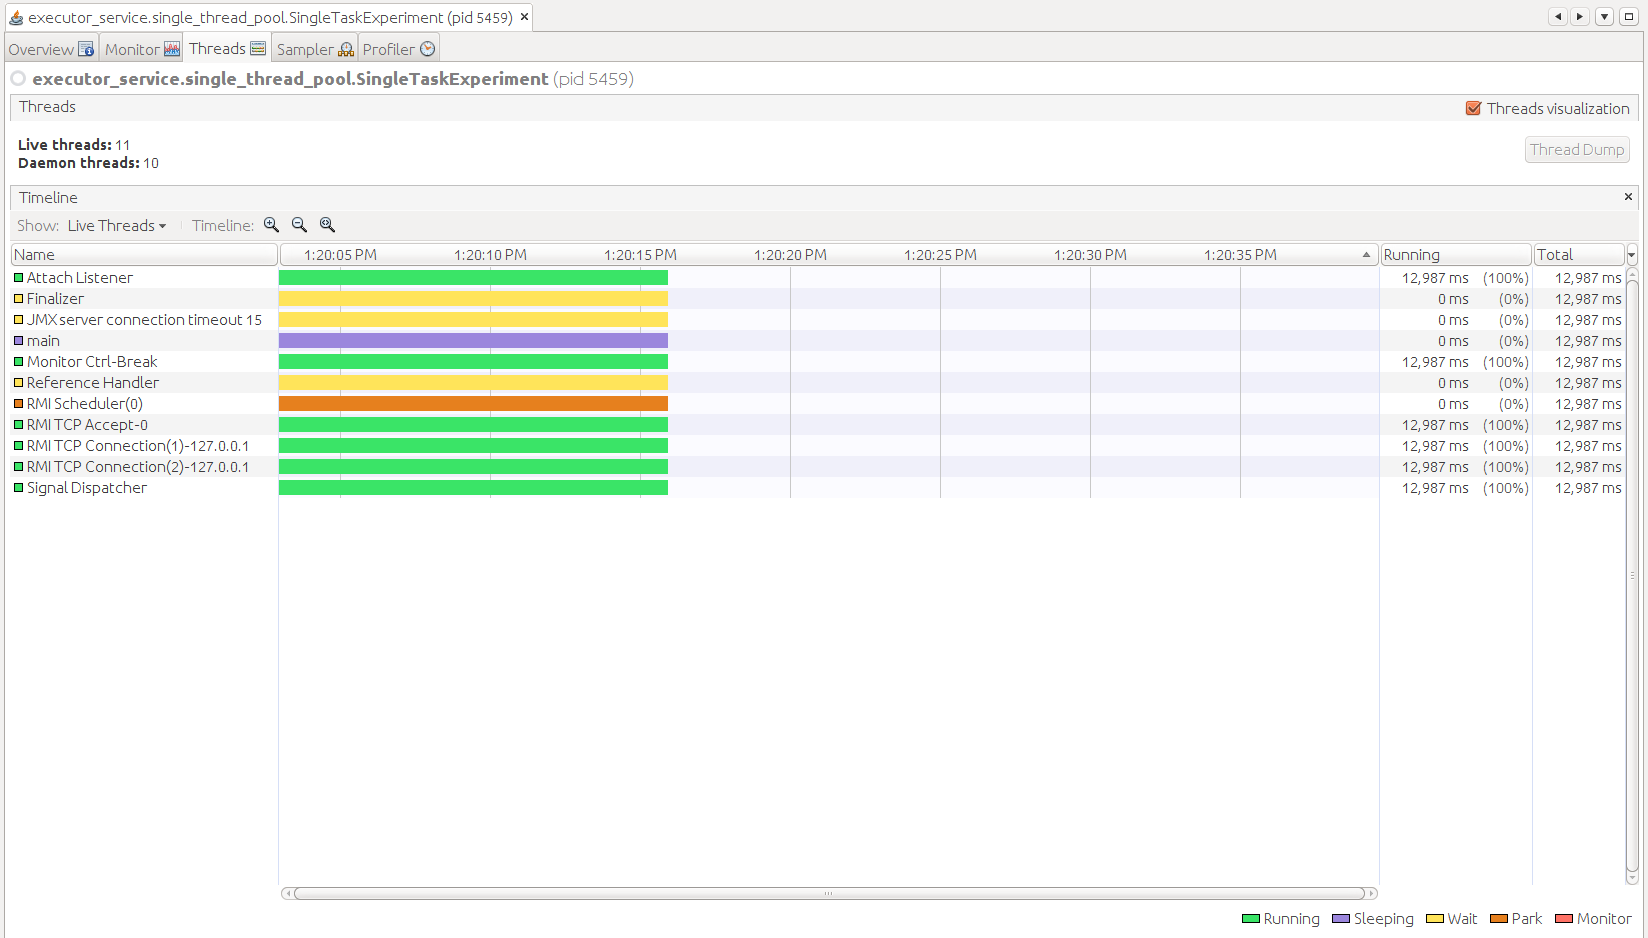 executor_service.single_thread_pool.SingleTaskExperiment (pid 5459)
Overview Monitor Threads Sampler Profiler
executor_service.single_thread_pool.SingleTaskExperiment (pid 5459)
Threads Threads visualization
Live threads: 11
Daemon threads: 10
Thread Dump
Timeline
Show: Live Threads Timeline:
Name 1:20:05 PM 1:20:10 PM 1:20:15 PM 1:20:20 PM 1:20:25 PM 1:20:30 PM 1:20:35 PM Running Total
Attach Listener 12,987 ms (100%) 12,987 ms
Finalizer 0 ms (0%) 12,987 ms
JMX server connection timeout 15 0 ms (0%) 12,987 ms
main 0 ms (0%) 12,987 ms
Monitor Ctrl-Break 12,987 ms (100%) 12,987 ms
Reference Handler 0 ms (0%) 12,987 ms
RMI Scheduler(0) 0 ms (0%) 12,987 ms
RMI TCP Accept-0 12,987 ms (100%) 12,987 ms
RMI TCP Connection(1)-127.0.0.1 12,987 ms (100%) 12,987 ms
RMI TCP Connection(2)-127.0.0.1 12,987 ms (100%) 12,987 ms
Signal Dispatcher 12,987 ms (100%) 12,987 ms
Running Sleeping Wait Park Monitor